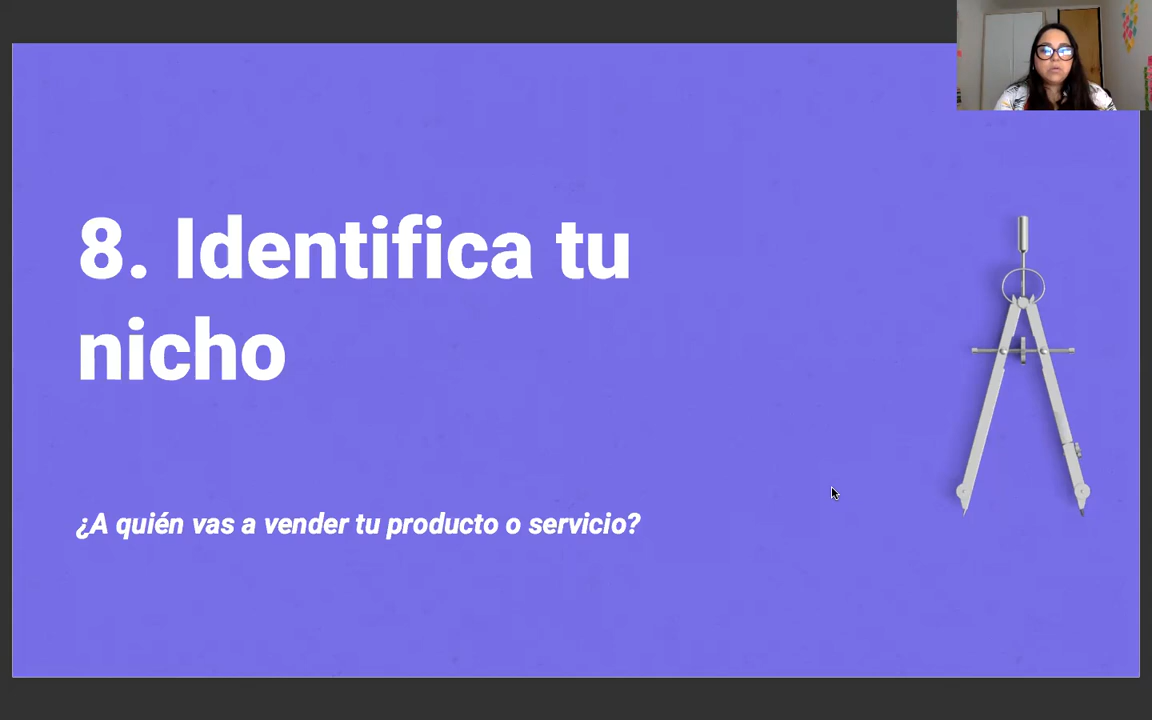 8. Identifica tu
nicho
¿A quién vas a vender tu producto o servicio?